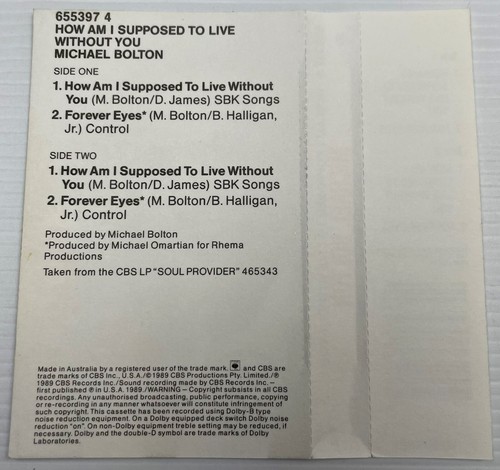 655397 4
HOW AM I SUPPOSED TO LIVE
WITHOUT YOU
MICHAEL BOLTON
SIDE ONE
1. How Am I Supposed To Live Without
You (M. Bolton/D. James) SBK Songs
2. Forever Eyes* (M. Bolton/B. Halligan,
Jr.) Control
SIDE TWO
1. How Am I Supposed To Live Without
You (M. Bolton/D. James) SBK Songs
2. Forever Eyes* (M. Bolton/B. Halligan,
Jr.) Control
Produced by Michael Bolton
*Produced by Michael Omartian for Rhema
Productions
Taken from the CBS LP "SOUL PROVIDER" 465343
Made in Australia by a registered user of the trade mark. and CBS are
trade marks of CBS Inc., U.S.A./© 1989 CBS Productions Pty. Limited./℗
1989 CBS Records Inc./Sound recording made by CBS Records Inc. –
first published ℗ in U.S.A. 1989./WARNING – Copyright subsists in all CBS
recordings. Any unauthorised broadcasting, public performance, copying
or re-recording in any manner whatsoever will constitute infringement of
such copyright. This cassette has been recorded using Dolby-B type
noise reduction equipment. On a Dolby equipped deck switch Dolby noise
reduction "on". On non-Dolby equipment treble setting may be reduced, if
necessary. Dolby and the double-D symbol are trade marks of Dolby
Laboratories.